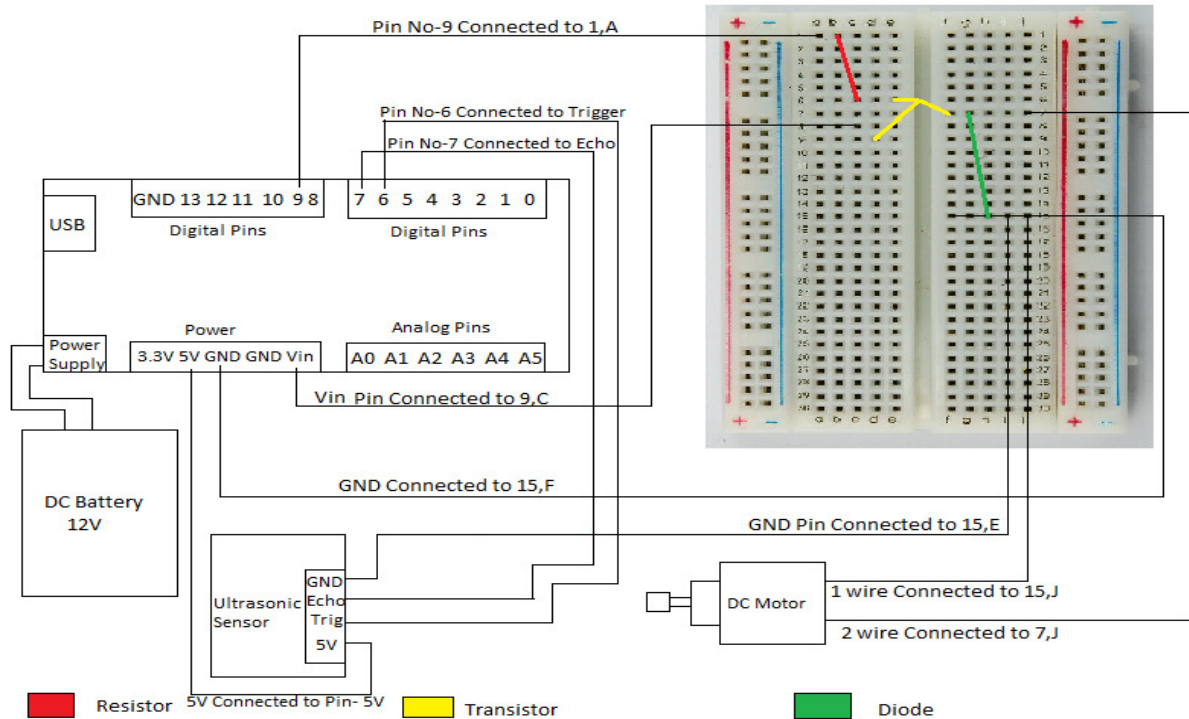 Pin No-9 Connected to 1,A
Pin No-6 Connected to Trigger
Pin No-7 Connected to Echo
GND 13 12 11 10 9 8
7 6 5 4 3 2 1 0
USB
Digital Pins
Digital Pins
Power
Analog Pins
Power
Supply
3.3V 5V GND GND Vin
A0 A1 A2 A3 A4 A5
Vin Pin Connected to 9,C
DC Battery
12V
GND Connected to 15,F
GND Pin Connected to 15,E
Ultrasonic
Sensor
GND
Echo
Trig
5V
DC Motor
1 wire Connected to 15,J
2 wire Connected to 7,J
5V Connected to Pin- 5V
Resistor
Transistor
Diode
+ -
a b c d e
f g h
+ -
+ -
a b c d e
f g h
+